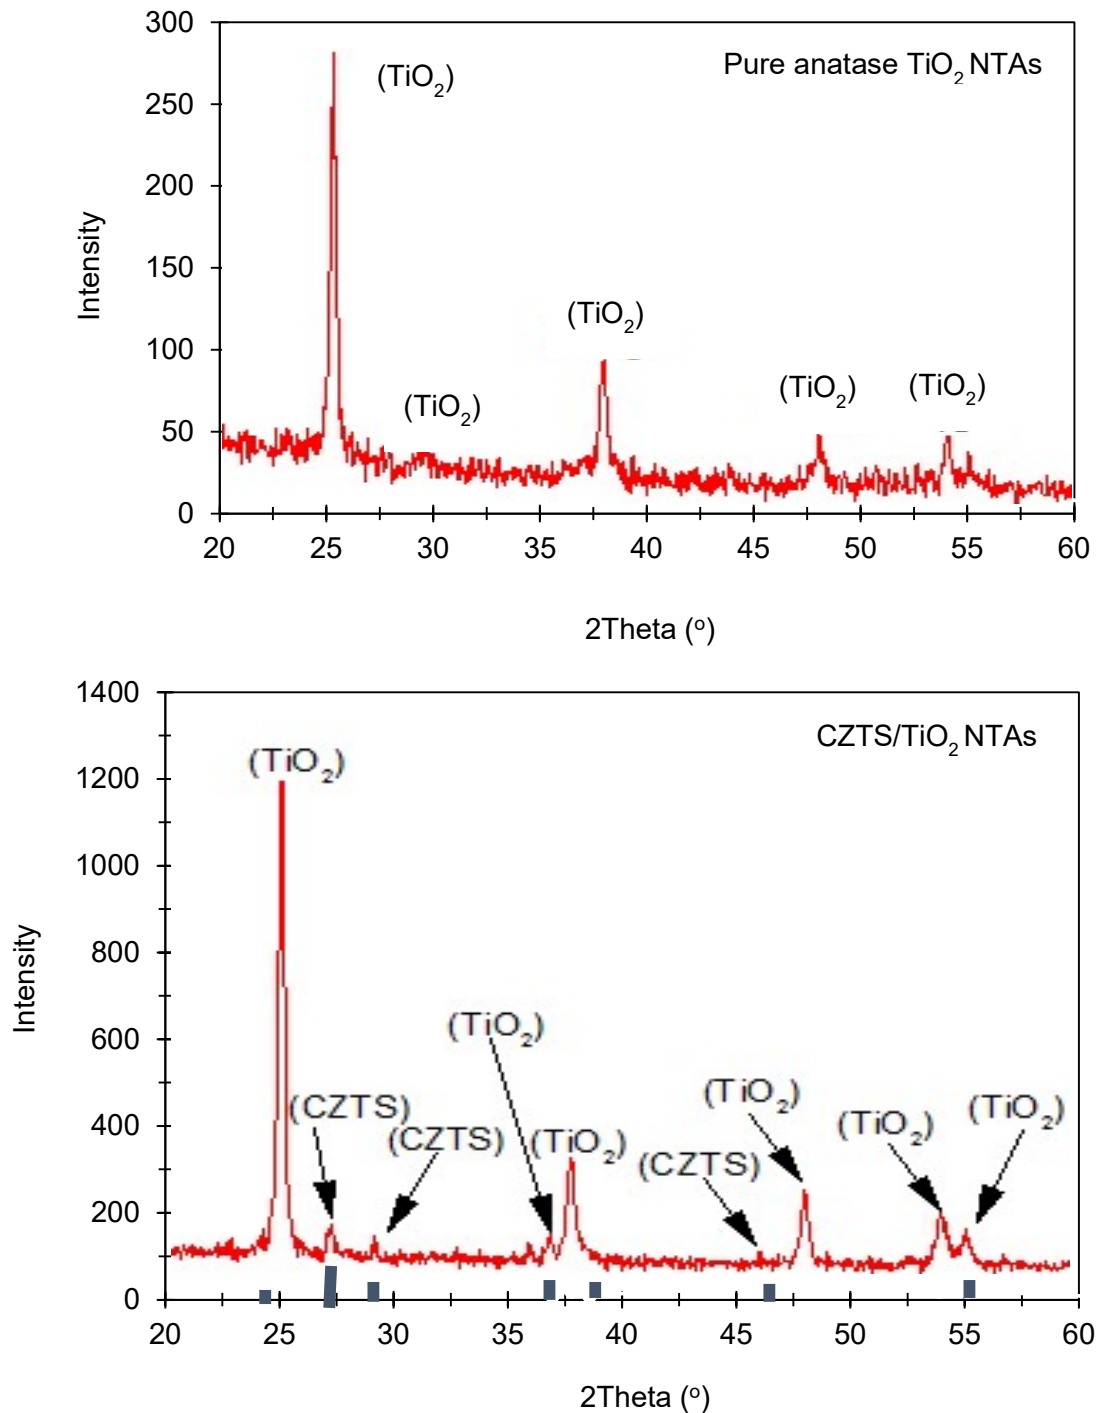 300
Pure anatase TiO₂ NTAs
(TiO₂)
250
200
Intensity
150
(TiO₂)
100
(TiO₂)
(TiO₂)
(TiO₂)
50
0
20 25 30 35 40 45 50 55 60
2Theta (º)
1400
CZTS/TiO₂ NTAs
(TiO₂)
1200
1000
Intensity
800
(TiO₂)
600
(TiO₂)
(CZTS)
(TiO₂)
(TiO₂)
400
(CZTS)
(TiO₂)
(CZTS)
200
0
20 25 30 35 40 45 50 55 60
2Theta (º)